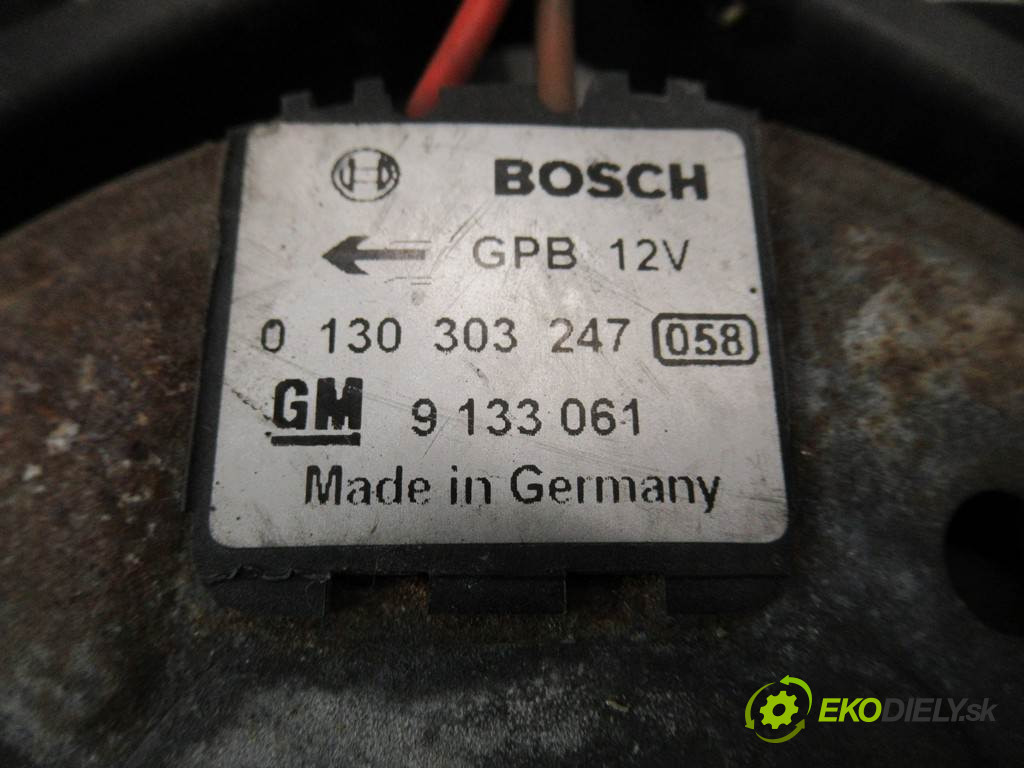 BOSCH
GPB 12V
0 130 303 247 058
GM 9 133 061
Made in Germany
EKODIELY.sk